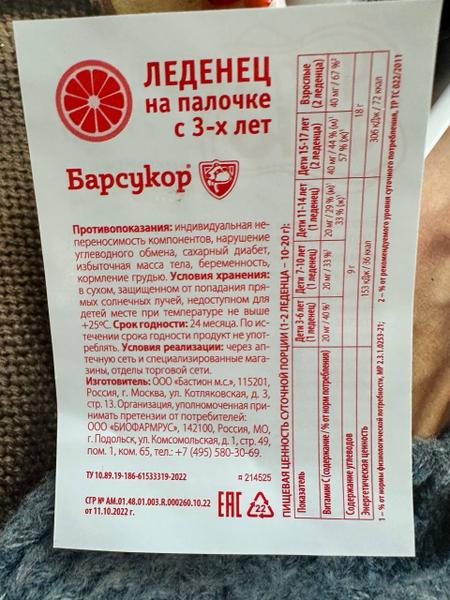 ЛЕДЕНЕЦ
на палочке
с 3-х лет
Барсукор®
Противопоказания: индивидуальная не-
переносимость компонентов, нарушение
углеводного обмена, сахарный диабет,
избыточная масса тела, беременность,
кормление грудью. Условия хранения:
в сухом, защищенном от попадания пря-
мых солнечных лучей, недоступном для
детей месте при температуре не выше
+25°С. Срок годности: 24 месяца. По ис-
течении срока годности продукт не упот-
реблять. Условия реализации: через ап-
течную сеть и специализированные мага-
зины, отделы торговой сети.
Изготовитель: ООО «Бастион м.с.», 115201,
Россия, г. Москва, ул. Котляковская, д. 3,
стр. 13. Организация, уполномоченная при-
нимать претензии от потребителей:
ООО «БИОФАРМРУС», 142100, Россия, МО,
г. Подольск, ул. Комсомольская, д. 1, стр. 49,
пом. 1, ком. 65, тел.: +7 (495) 580-30-69.
ТУ 10.89.19-186-61533319-2022
¤ 214525
СГР № AM.01.48.01.003.R.000260.10.22
от 11.10.2022 г.
ЕАС
22
ПИЩЕВАЯ ЦЕННОСТЬ СУТОЧНОЙ ПОРЦИИ (1-2 ЛЕДЕНЦА – 10-20 г):
Показатель Дети 3-6 лет (1 леденец) Дети 7-10 лет (1 леденец) Дети 11-14 лет (1 леденец) Дети 15-17 лет (2 леденца) Взрослые (2 леденца)
Витамин С (содержание / % от норм потребления) 20 мг / 40 %¹ 20 мг / 33 %¹ 20 мг / 29 % (м)¹ 33 % (ж)¹ 40 мг / 44 % (м)¹ 57 % (ж)¹ 40 мг / 67 %²
Содержание углеводов 9 г 18 г
Энергетическая ценность 153 кДж / 36 ккал 306 кДж / 72 ккал
1 – % от нормы физиологической потребности, МР 2.3.1.0253-21; 2 – % от рекомендуемого уровня суточного потребления, ТР ТС 022/2011